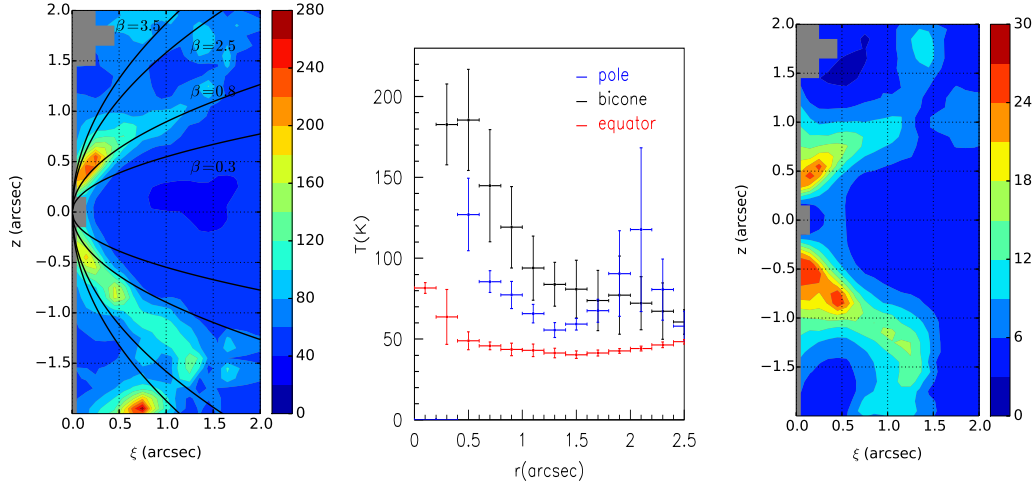 β=3.5
β=2.5
β=0.8
β=0.3
2.0
1.5
1.0
0.5
0.0
−0.5
−1.0
−1.5
z (arcsec)
0.0 0.5 1.0 1.5 2.0
ξ (arcsec)
280
240
200
160
120
80
40
0
pole
bicone
equator
200
150
100
50
0
T(K)
0 0.5 1 1.5 2 2.5
r(arcsec)
2.0
1.5
1.0
0.5
0.0
−0.5
−1.0
−1.5
z (arcsec)
0.0 0.5 1.0 1.5 2.0
ξ (arcsec)
30
24
18
12
6
0